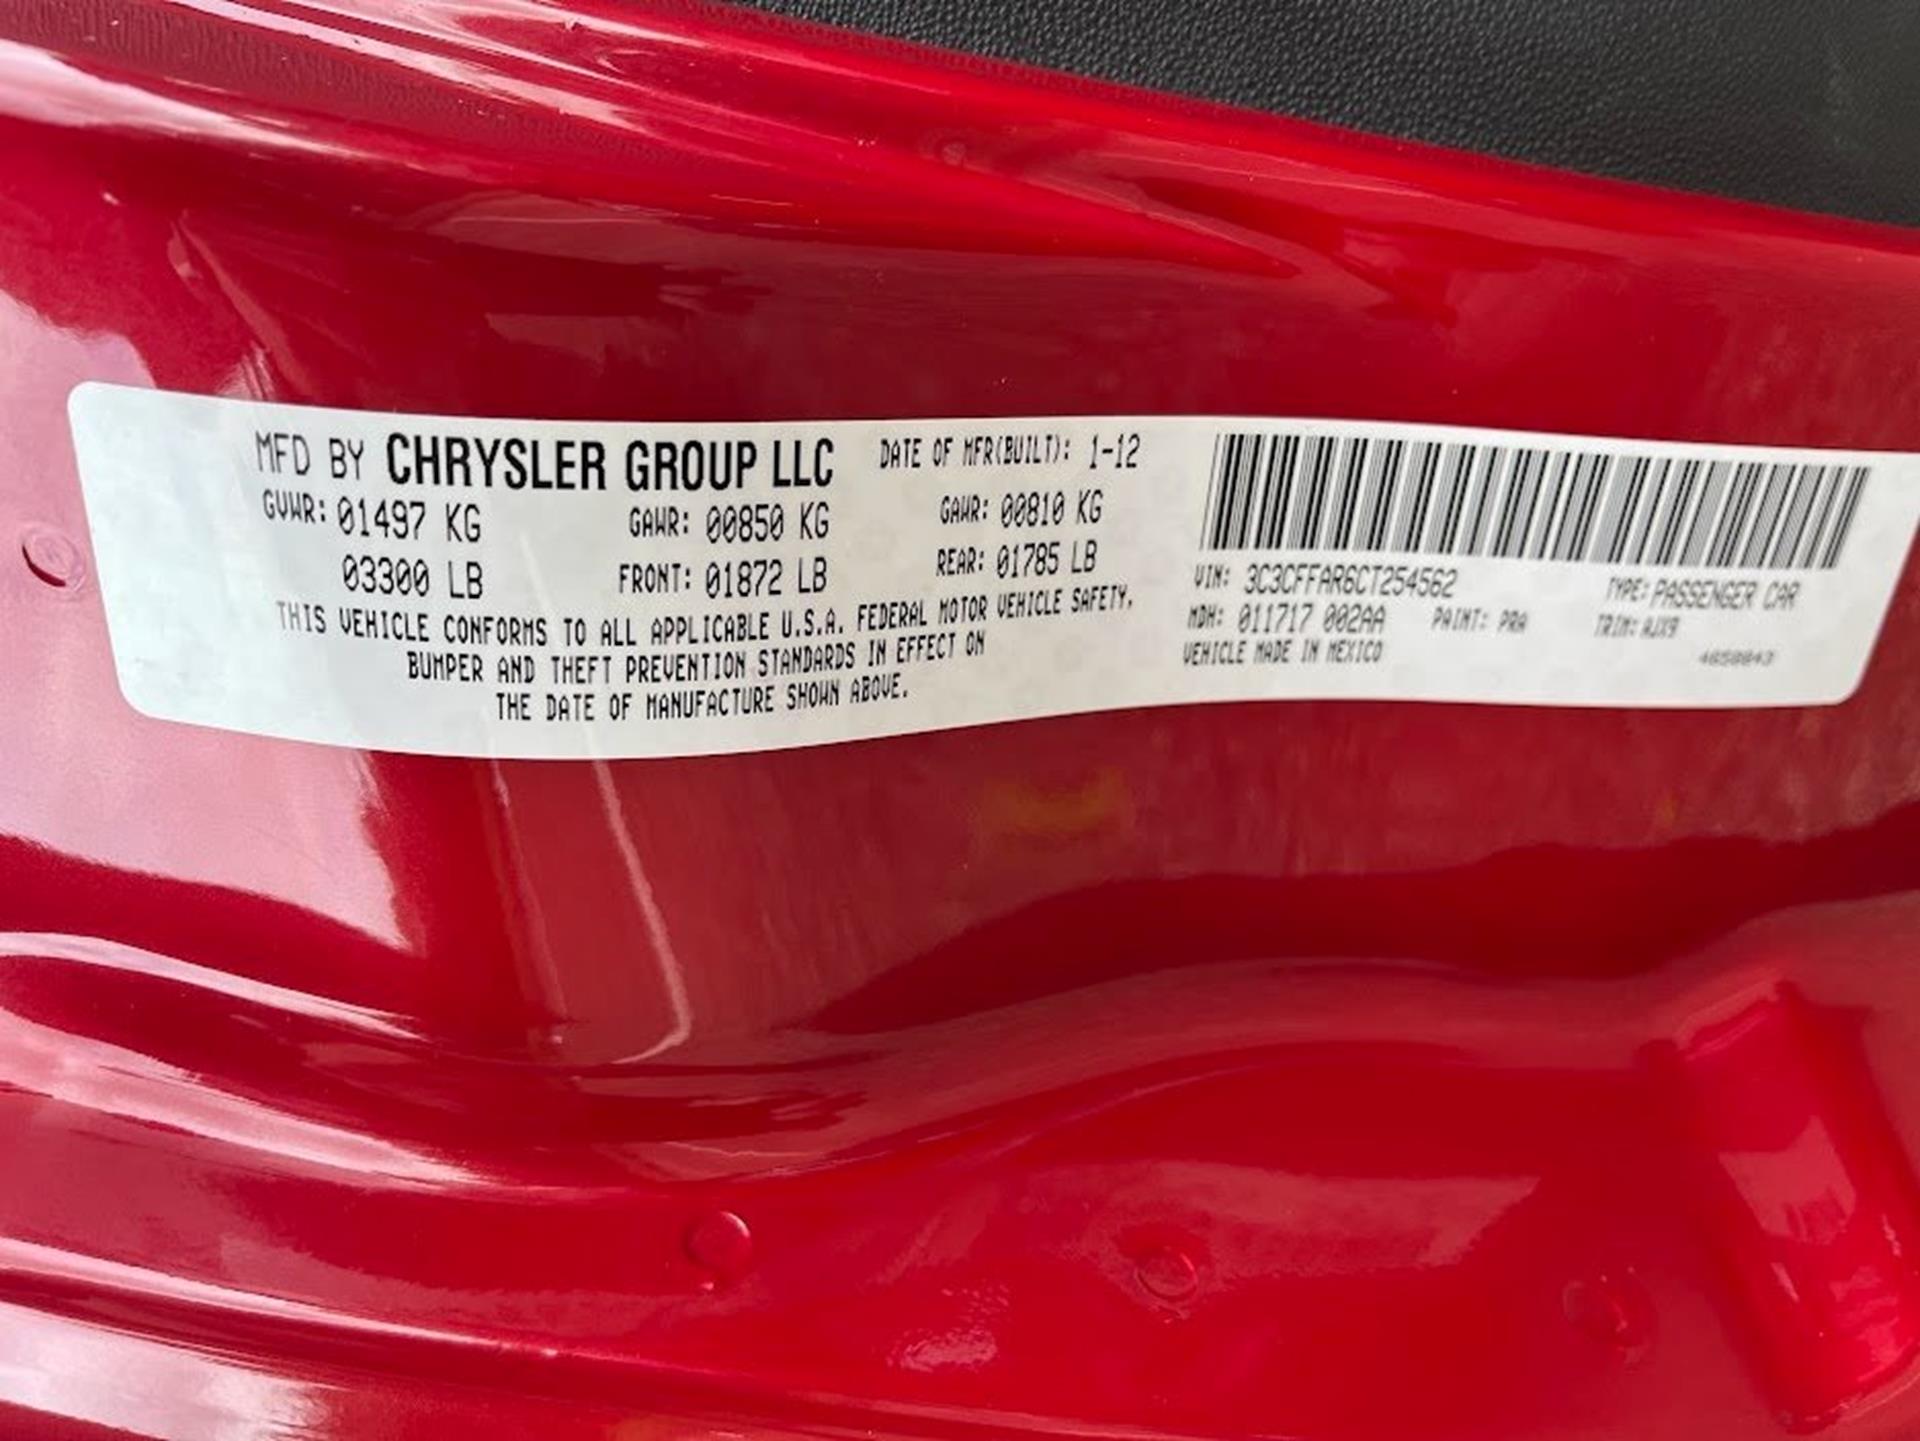 MFD BY CHRYSLER GROUP LLC DATE OF MFR(BUILT): 1-12
GVWR: 01497 KG GAWR: 00850 KG GAWR: 00810 KG
03300 LB FRONT: 01872 LB REAR: 01785 LB
THIS VEHICLE CONFORMS TO ALL APPLICABLE U.S.A. FEDERAL MOTOR VEHICLE SAFETY,
BUMPER AND THEFT PREVENTION STANDARDS IN EFFECT ON
THE DATE OF MANUFACTURE SHOWN ABOVE.
VIN: 3C3CFFAR6CT254562 TYPE: PASSENGER CAR
MDH: 011717 002AA PAINT: PRA TRIM: AJX9
VEHICLE MADE IN MEXICO